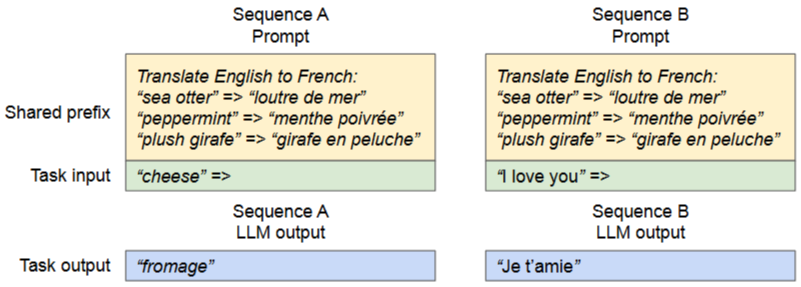 Sequence A
Prompt
Sequence B
Prompt
Shared prefix
Translate English to French:
“sea otter” => “loutre de mer”
“peppermint” => “menthe poivrée”
“plush girafe” => “girafe en peluche”
Translate English to French:
“sea otter” => “loutre de mer”
“peppermint” => “menthe poivrée”
“plush girafe” => “girafe en peluche”
Task input
“cheese” =>
“I love you” =>
Sequence A
LLM output
Sequence B
LLM output
Task output
“fromage”
“Je t’amie”